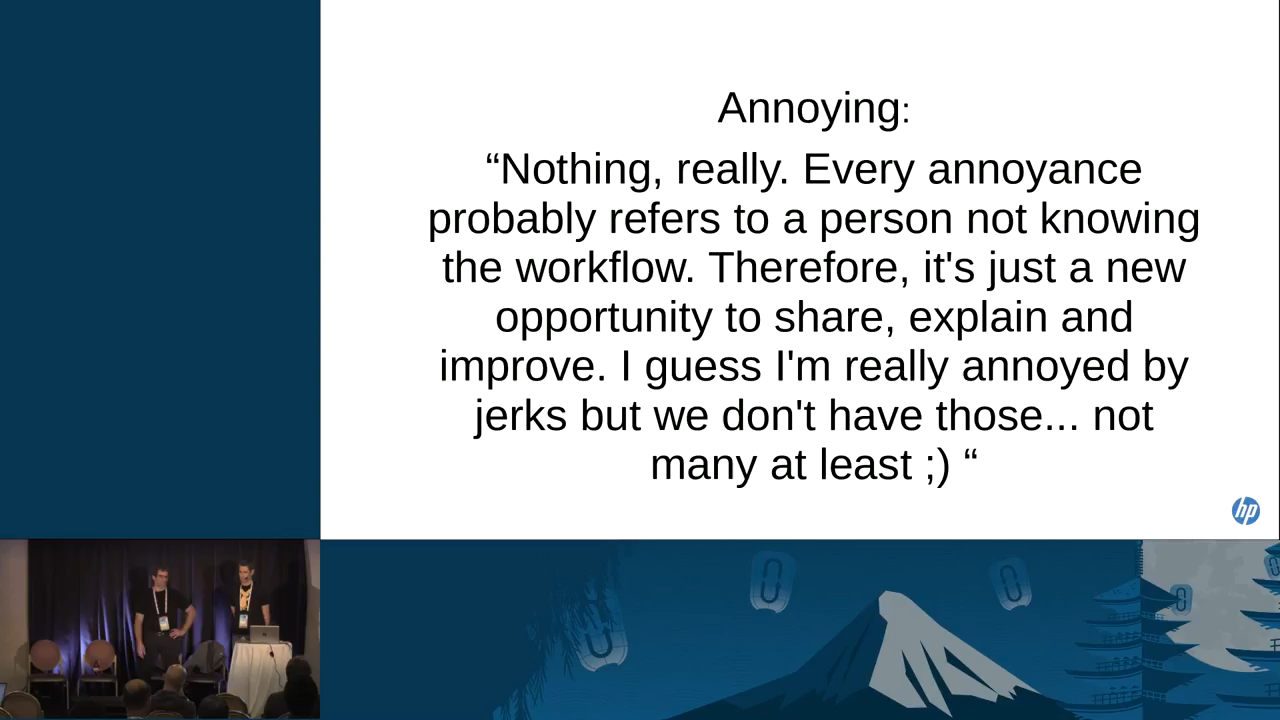 Annoying:
“Nothing, really. Every annoyance
probably refers to a person not knowing
the workflow. Therefore, it's just a new
opportunity to share, explain and
improve. I guess I'm really annoyed by
jerks but we don't have those... not
many at least ;) “
hp